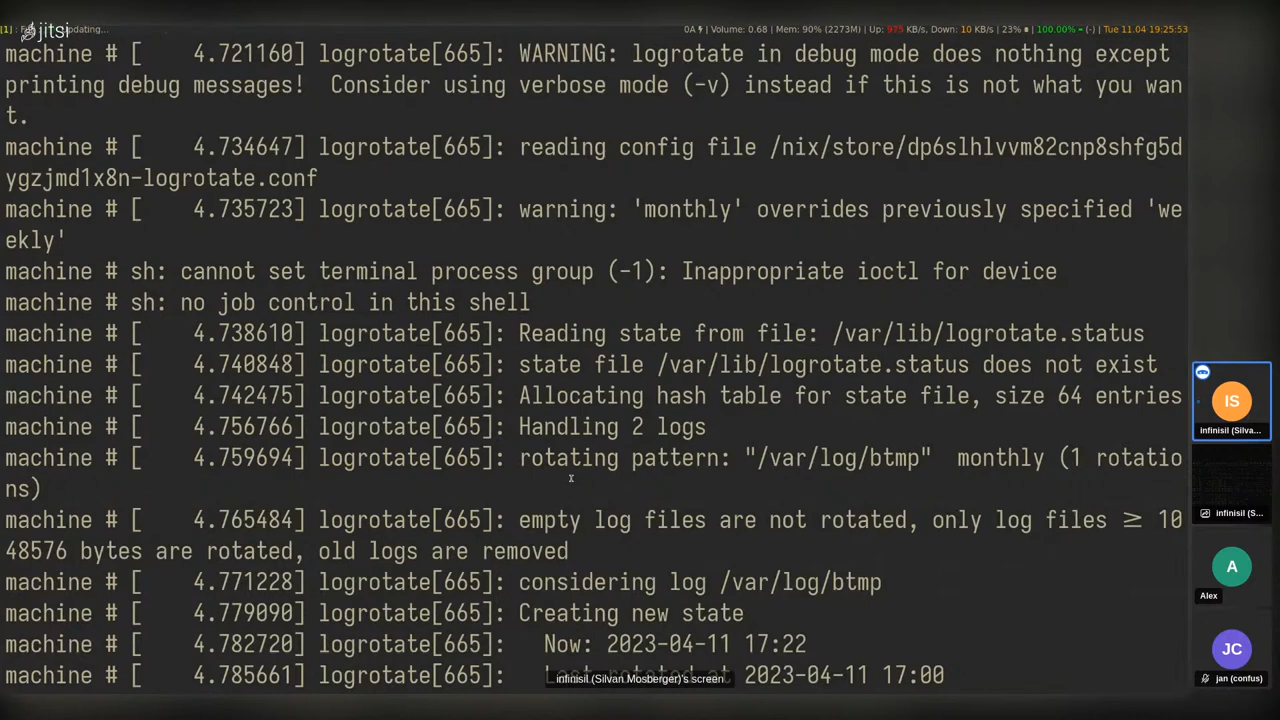 [1] : F updating...
jitsi
0A | Volume: 0.68 | Mem: 90% (2273M) | Up: 975 KB/s, Down: 10 KB/s | 23% | 100.00% = (-) | Tue 11.04 19:25:53
machine # [    4.721160] logrotate[665]: WARNING: logrotate in debug mode does nothing except
printing debug messages!  Consider using verbose mode (-v) instead if this is not what you wan
t.
machine # [    4.734647] logrotate[665]: reading config file /nix/store/dp6slhlvvm82cnp8shfg5d
ygzjmd1x8n-logrotate.conf
machine # [    4.735723] logrotate[665]: warning: 'monthly' overrides previously specified 'we
ekly'
machine # sh: cannot set terminal process group (-1): Inappropriate ioctl for device
machine # sh: no job control in this shell
machine # [    4.738610] logrotate[665]: Reading state from file: /var/lib/logrotate.status
machine # [    4.740848] logrotate[665]: state file /var/lib/logrotate.status does not exist
machine # [    4.742475] logrotate[665]: Allocating hash table for state file, size 64 entries
machine # [    4.756766] logrotate[665]: Handling 2 logs
machine # [    4.759694] logrotate[665]: rotating pattern: "/var/log/btmp"  monthly (1 rotatio
ns)
machine # [    4.765484] logrotate[665]: empty log files are not rotated, only log files ≥ 10
48576 bytes are rotated, old logs are removed
machine # [    4.771228] logrotate[665]: considering log /var/log/btmp
machine # [    4.779090] logrotate[665]: Creating new state
machine # [    4.782720] logrotate[665]:   Now: 2023-04-11 17:22
machine # [    4.785661] logrotate[665]:   Last rotated at 2023-04-11 17:00
infinisil (Silvan Mosberger)'s screen
IS
infinisil (Silva...
infinisil (S...
A
Alex
JC
jan (confus)